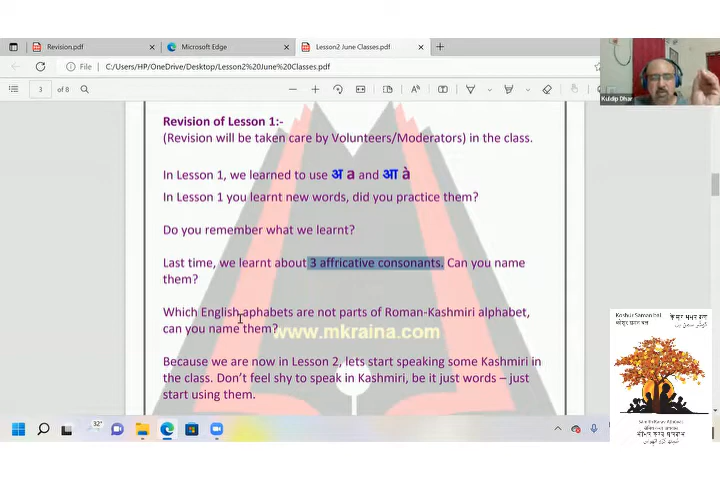 Revision.pdf
Microsoft Edge
Lesson2 June Classes.pdf
File
C:/Users/HP/OneDrive/Desktop/Lesson2%20June%20Classes.pdf
3 of 8
Kuldip Dhar
Revision of Lesson 1:-
(Revision will be taken care by Volunteers/Moderators) in the class.
In Lesson 1, we learned to use अ a and आ à
In Lesson 1 you learnt new words, did you practice them?
Do you remember what we learnt?
Last time, we learnt about 3 affricative consonants. Can you name
them?
Which English aphabets are not parts of Roman-Kashmiri alphabet,
can you name them?
www.mkraina.com
Because we are now in Lesson 2, lets start speaking some Kashmiri in
the class. Don't feel shy to speak in Kashmiri, be it just words – just
start using them.
Koshur Saman bal
32°